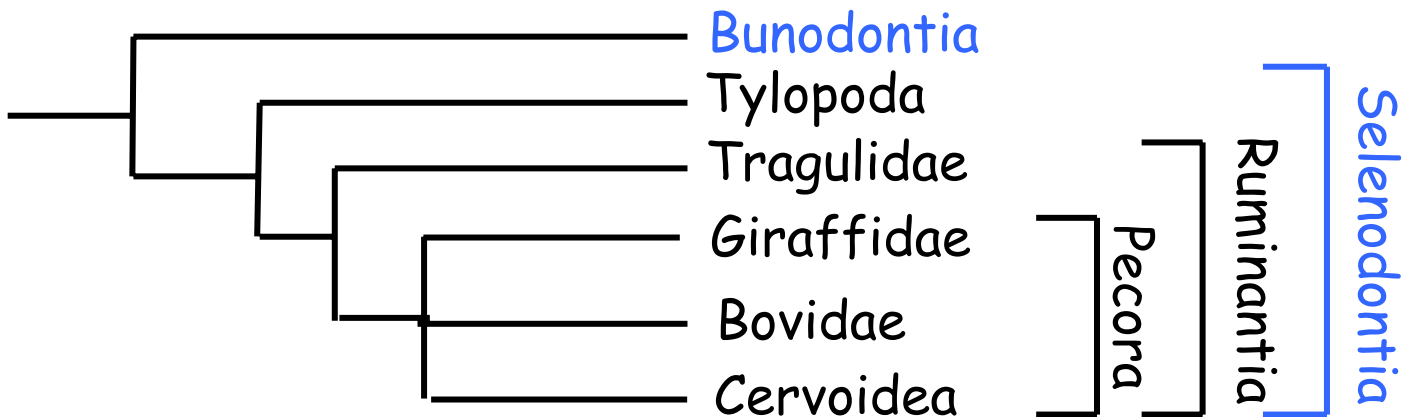 Bunodontia
Tylopoda
Tragulidae
Giraffidae
Bovidae
Cervoidea
Pecora
Ruminantia
Selenodontia